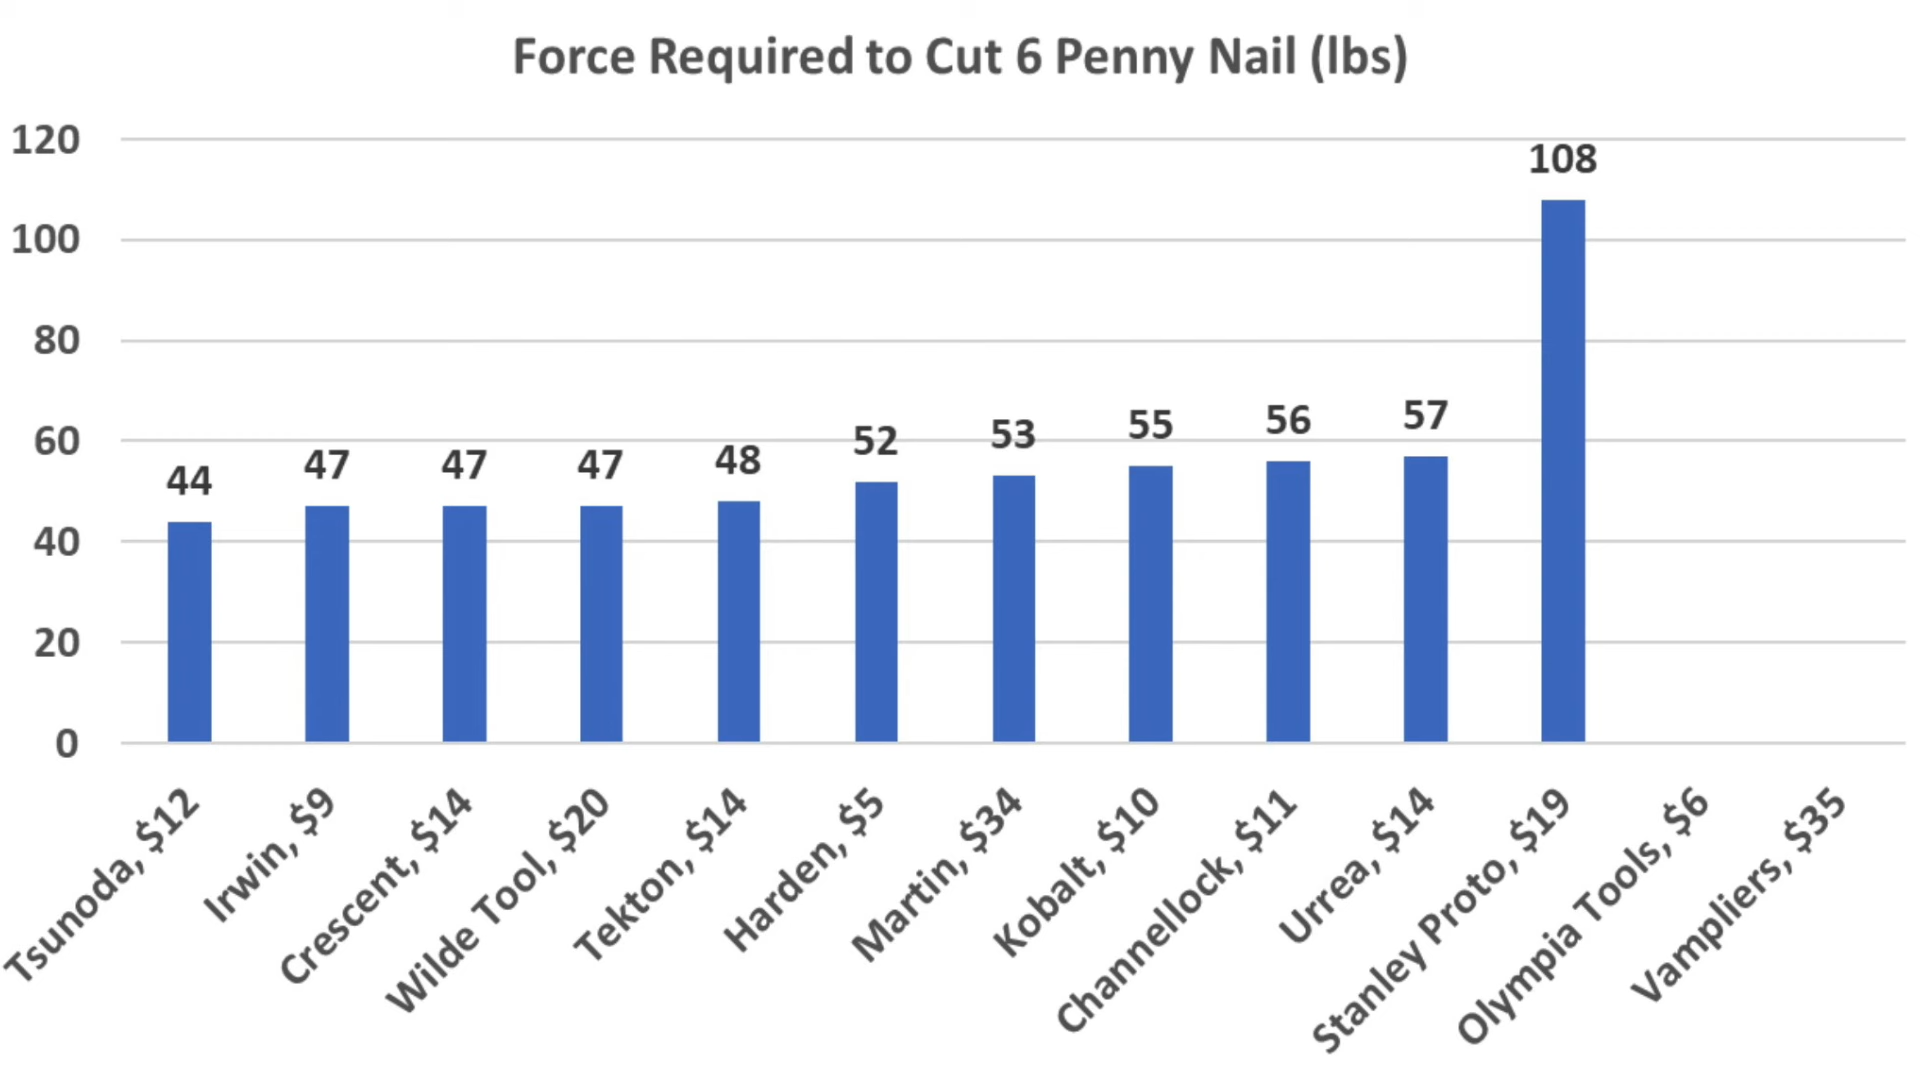 Force Required to Cut 6 Penny Nail (lbs)
120
100
80
60
40
20
0
44
47
47
47
48
52
53
55
56
57
108
Tsunoda, $12
Irwin, $9
Crescent, $14
Wilde Tool, $20
Tekton, $14
Harden, $5
Martin, $34
Kobalt, $10
Channellock, $11
Urrea, $14
Stanley Proto, $19
Olympia Tools, $6
Vampliers, $35